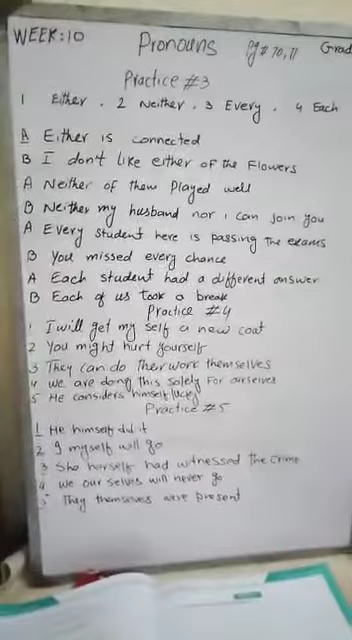 WEEK:10 Pronouns Pg# 70,71 Grad
Practice #3
1 Either . 2 Neither . 3 Every . 4 Each
A Either is connected
B I don't like either of the Flowers
A Neither of them Played well
B Neither my husband nor i can join you
A Every student here is passing the exams
B You missed every chance
A Each student had a different answer
B Each of us took a break
Practice #4
1 I will get my self a new coat
2 You might hurt yourself
3 They can do their work themselves
4 we are doing this solely for ourselves
5 He considers himself lucky
Practice #5
1 He himself did it
2 I myself will go
3 She herself had witnessed the crime
4 we our selves will never go
5 They themselves were present